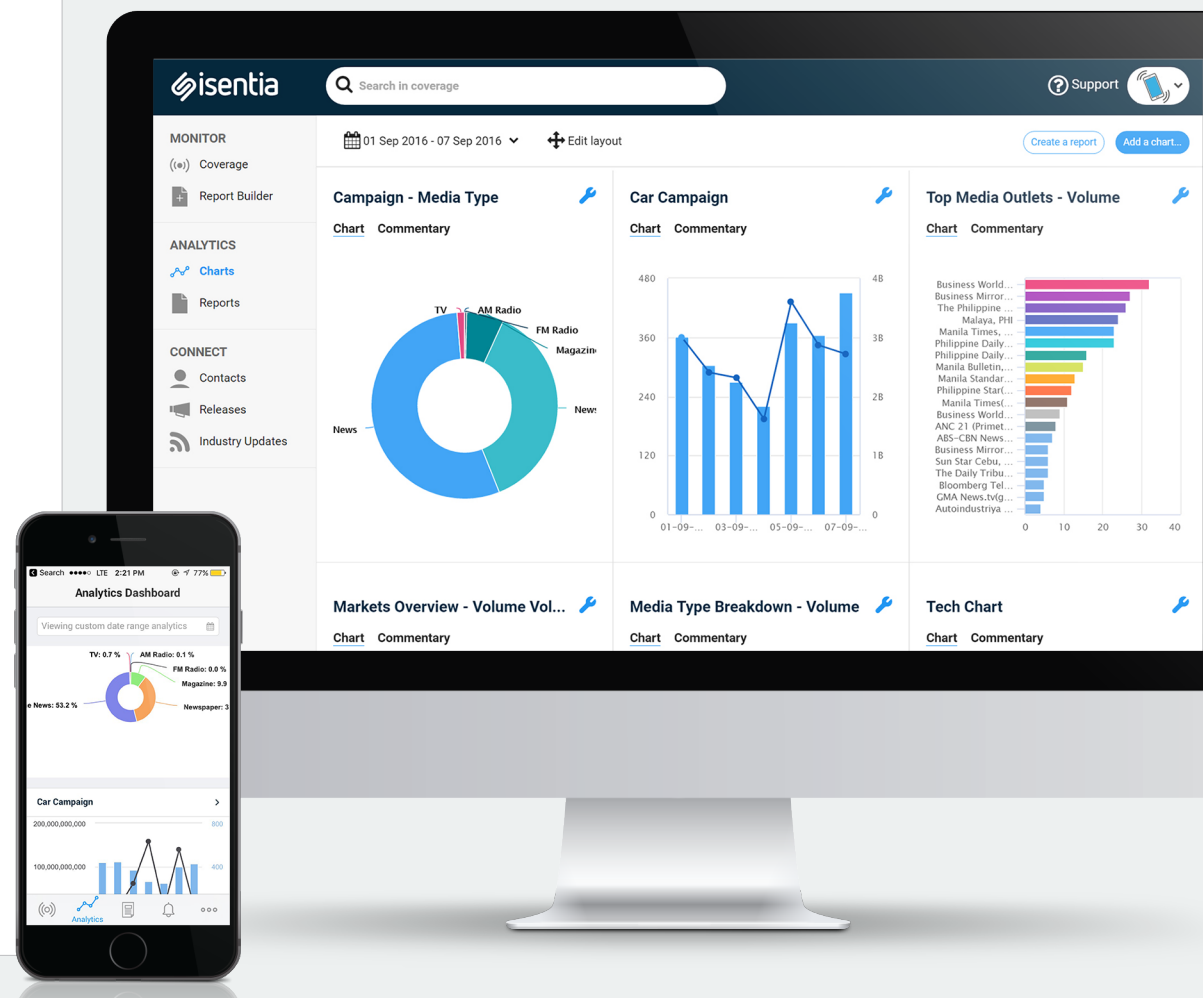 isentia
Search in coverage
Support
MONITOR
Coverage
Report Builder
ANALYTICS
Charts
Reports
CONNECT
Contacts
Releases
Industry Updates
01 Sep 2016 - 07 Sep 2016
Edit layout
Create a report
Add a chart...
Campaign - Media Type
Chart Commentary
TV
AM Radio
FM Radio
Magazin
News
News
Car Campaign
Chart Commentary
480
360
240
120
0
4B
3B
2B
1B
0
01-09-...
03-09-...
05-09-...
07-09-...
Top Media Outlets - Volume
Chart Commentary
Business World...
Business Mirror...
The Philippine ...
Malaya, PHI
Manila Times, ...
Philippine Daily...
Philippine Daily...
Manila Bulletin,...
Manila Standar...
Philippine Star(...
Manila Times(...
Business World...
ANC 21 (Primet...
ABS-CBN News...
Business Mirror...
Sun Star Cebu, ...
The Daily Tribu...
Bloomberg Tel...
GMA News.tv(g...
Autoindustriya ...
0 10 20 30 40
Markets Overview - Volume Vol...
Chart Commentary
Media Type Breakdown - Volume
Chart Commentary
Tech Chart
Chart Commentary
Search LTE 2:21 PM 77%
Analytics Dashboard
Viewing custom date range analytics
TV: 0.7 %
AM Radio: 0.1 %
FM Radio: 0.0 %
Magazine: 9.9
e News: 53.2 %
Newspaper: 3
Car Campaign
200,000,000,000
800
100,000,000,000
400
Analytics